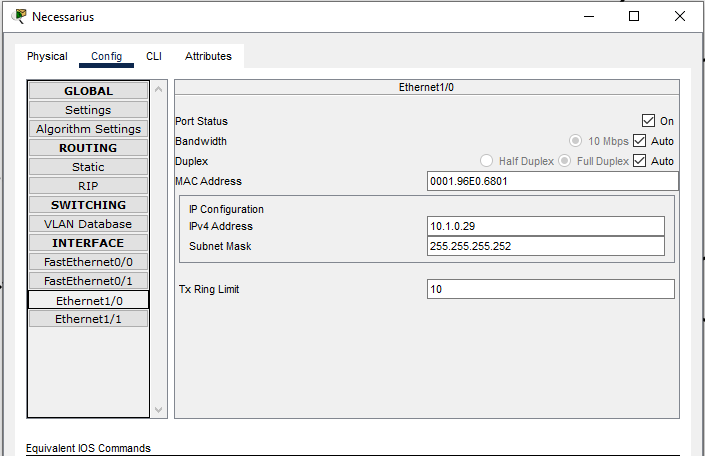 Necessarius
Physical Config CLI Attributes
GLOBAL
Settings
Algorithm Settings
ROUTING
Static
RIP
SWITCHING
VLAN Database
INTERFACE
FastEthernet0/0
FastEthernet0/1
Ethernet1/0
Ethernet1/1
Ethernet1/0
Port Status On
Bandwidth 10 Mbps Auto
Duplex Half Duplex Full Duplex Auto
MAC Address 0001.96E0.6801
IP Configuration
IPv4 Address 10.1.0.29
Subnet Mask 255.255.255.252
Tx Ring Limit 10
Equivalent IOS Commands